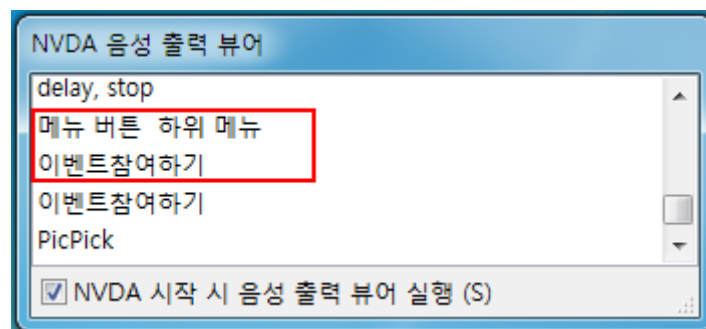 NVDA 음성 출력 뷰어
delay, stop
메뉴 버튼  하위 메뉴
이벤트참여하기
이벤트참여하기
PicPick
NVDA 시작 시 음성 출력 뷰어 실행 (S)